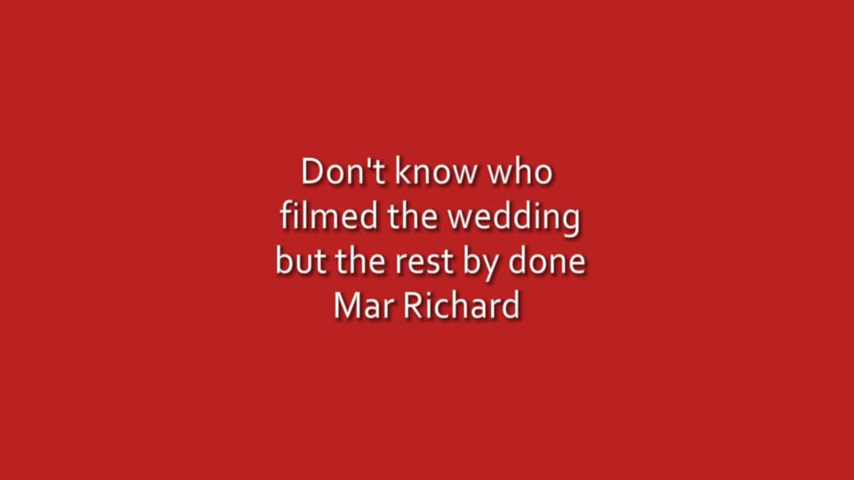 Don't know who
filmed the wedding
but the rest by done
Mar Richard